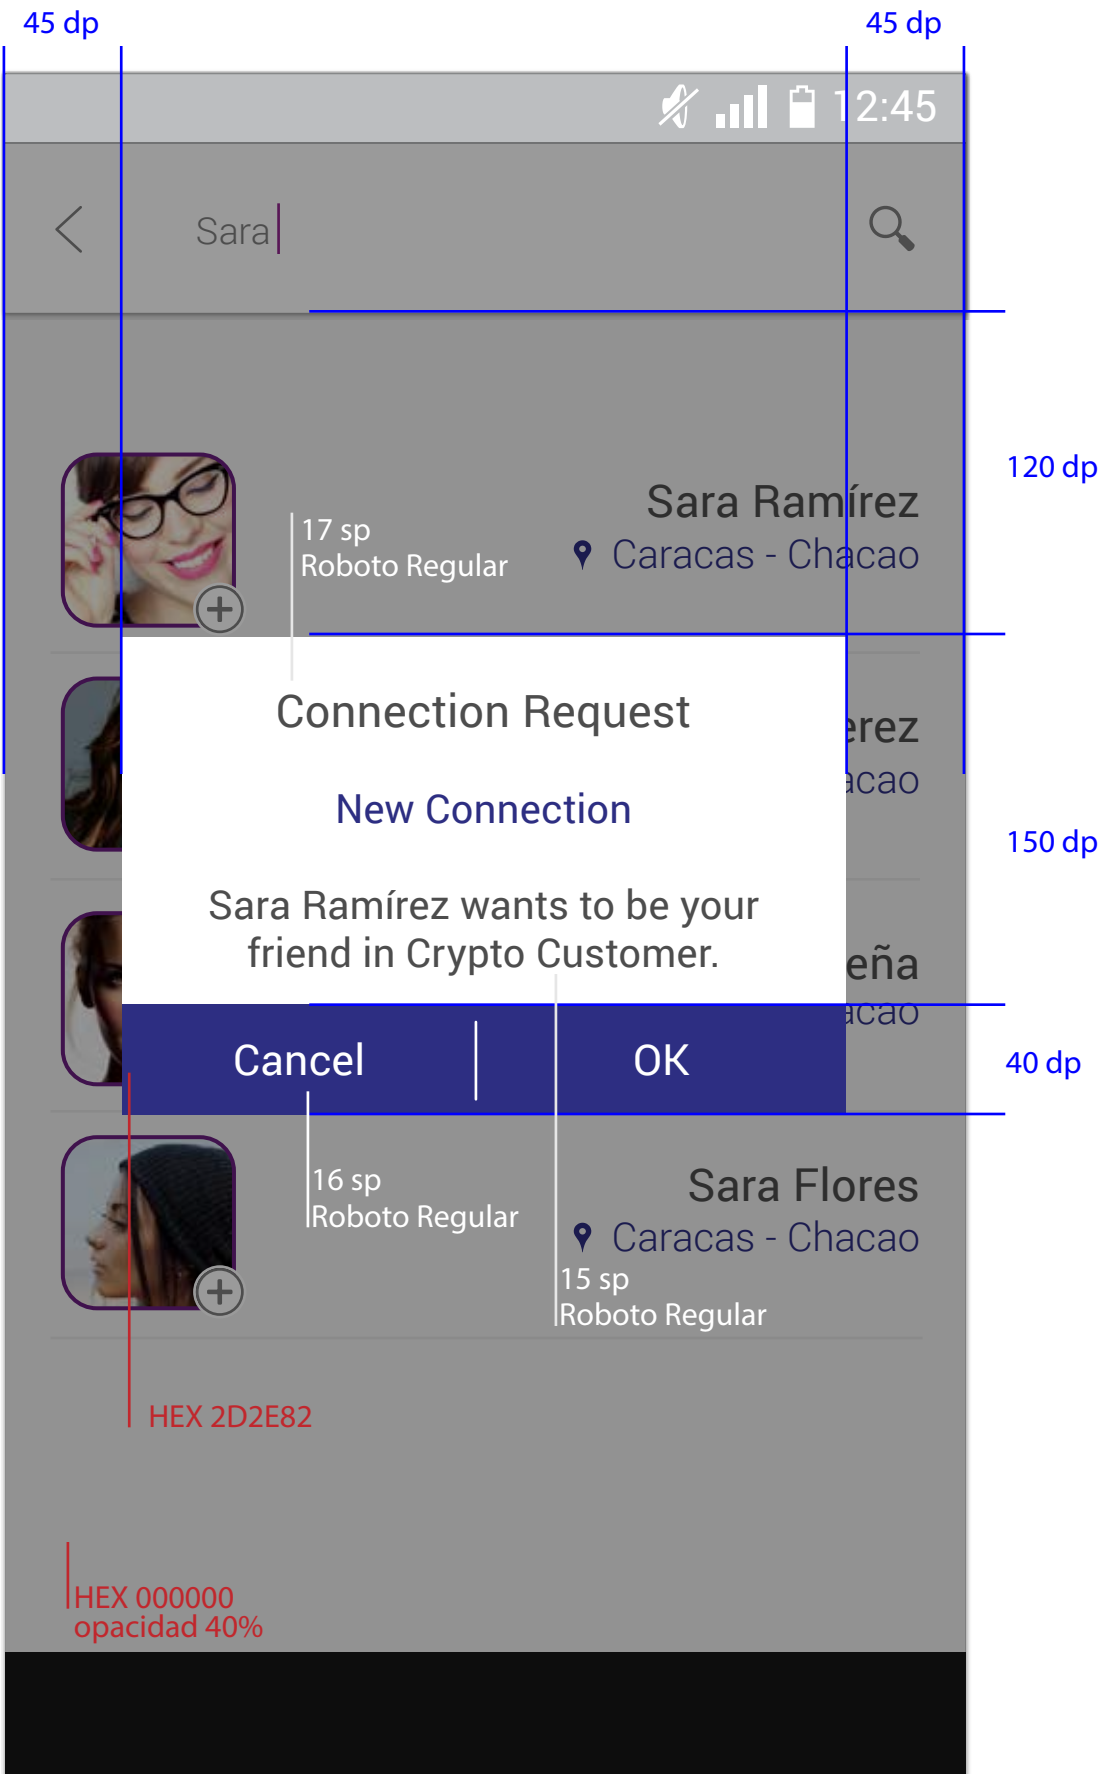 45 dp
45 dp
12:45
Sara
120 dp
Sara Ramírez
Caracas - Chacao
17 sp
Roboto Regular
Connection Request
erez
acao
New Connection
150 dp
Sara Ramírez wants to be your
friend in Crypto Customer.
eña
acao
Cancel
OK
40 dp
16 sp
Roboto Regular
Sara Flores
Caracas - Chacao
15 sp
Roboto Regular
HEX 2D2E82
HEX 000000
opacidad 40%